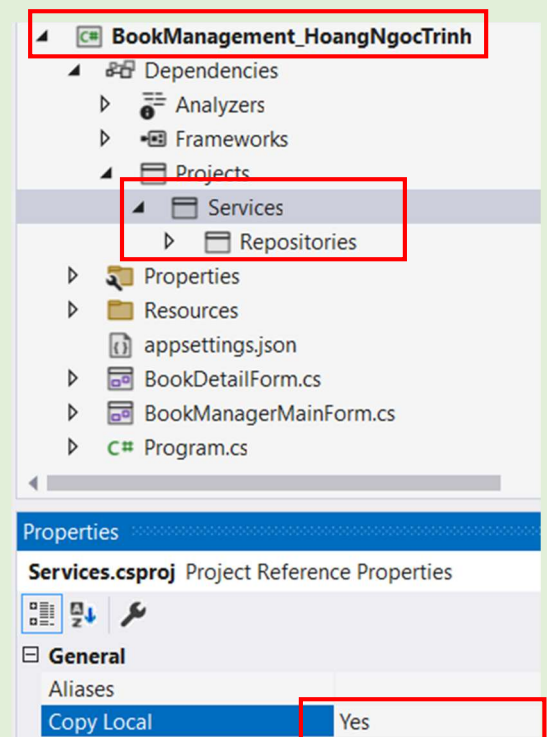 C# BookManagement_HoangNgocTrinh
Dependencies
Analyzers
Frameworks
Projects
Services
Repositories
Properties
Resources
appsettings.json
BookDetailForm.cs
BookManagerMainForm.cs
C# Program.cs
Properties
Services.csproj Project Reference Properties
General
Aliases
Copy Local Yes